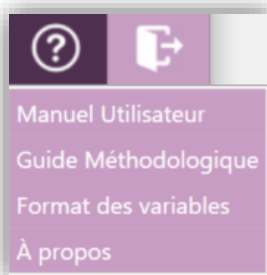 ?
Manuel Utilisateur
Guide Méthodologique
Format des variables
À propos